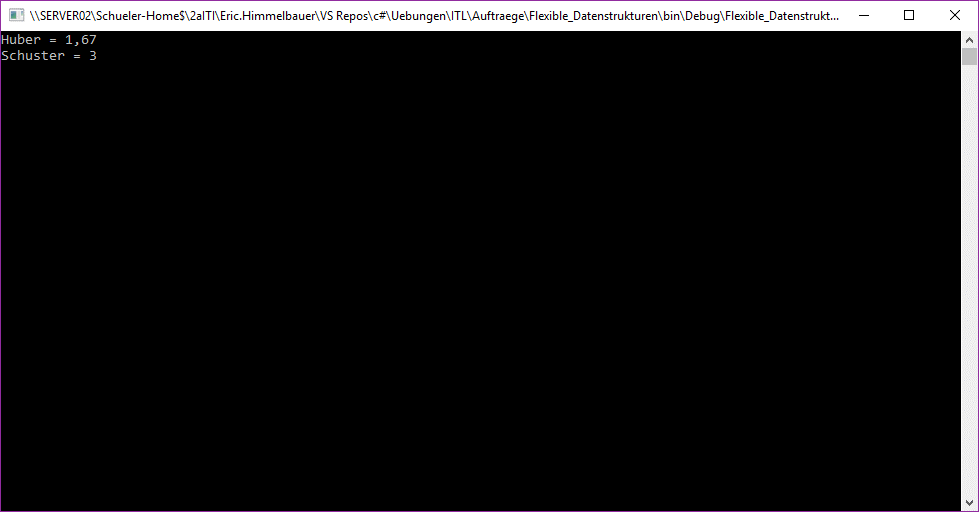 \\SERVER02\Schueler-Home$\2aITI\Eric.Himmelbauer\VS Repos\c#\Uebungen\ITL\Auftraege\Flexible_Datenstrukturen\bin\Debug\Flexible_Datenstrukt...
Huber = 1,67
Schuster = 3